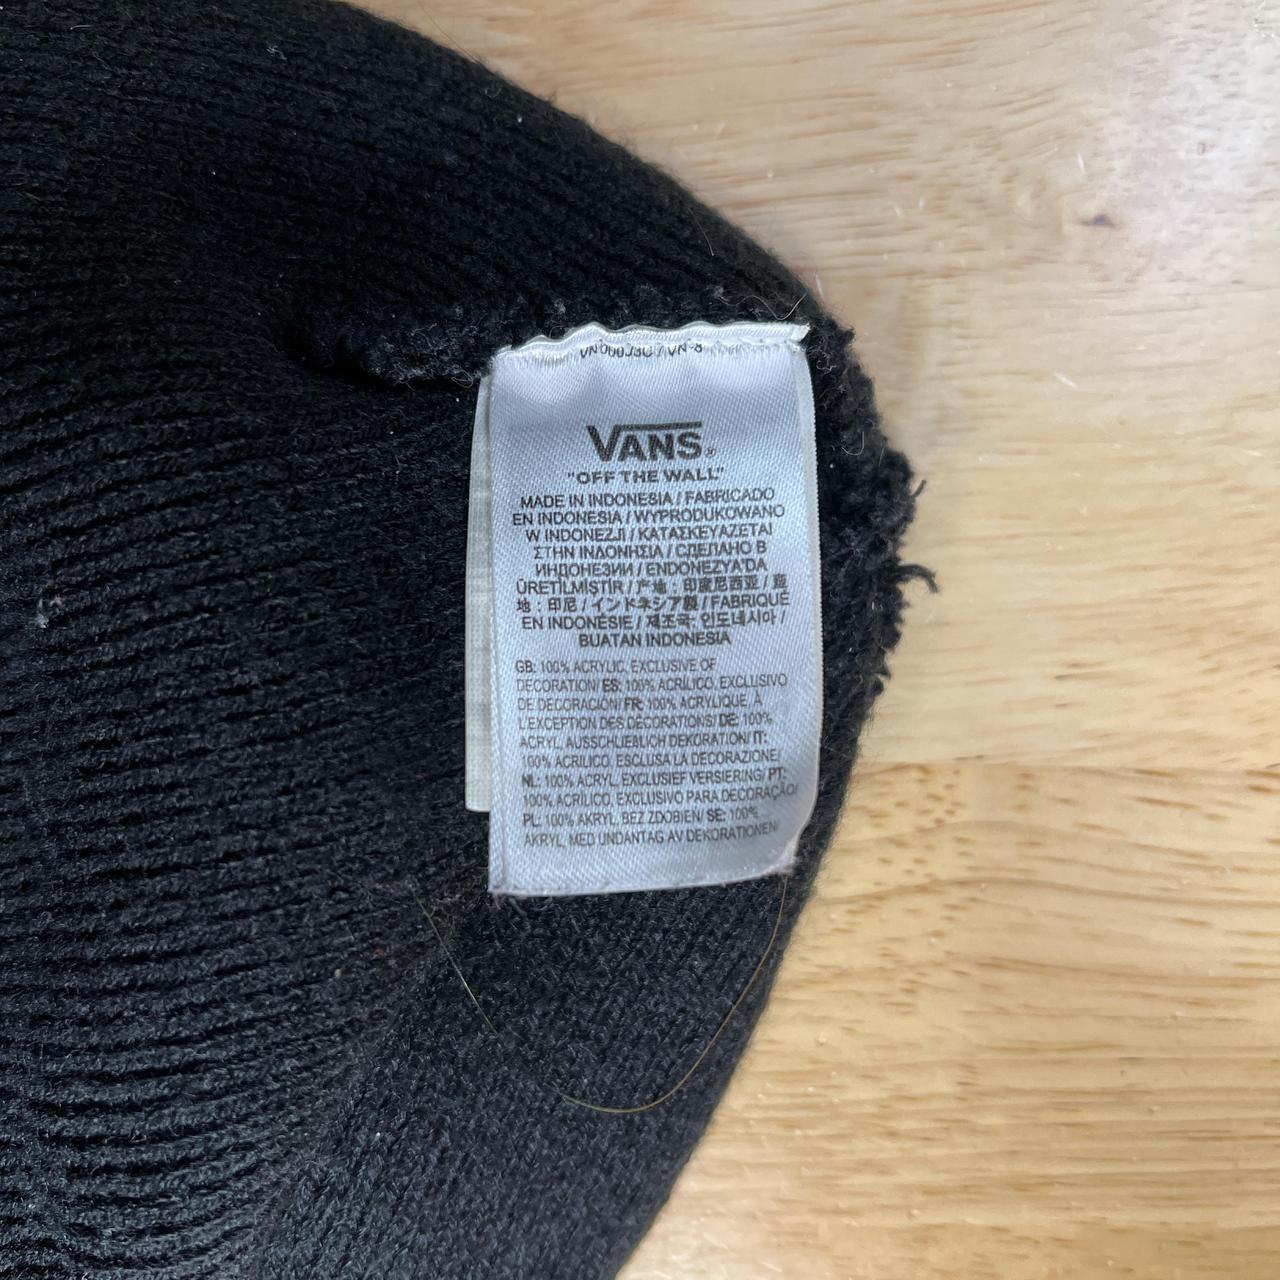 VANS®
"OFF THE WALL"
MADE IN INDONESIA / FABRICADO
EN INDONESIA / WYPRODUKOWANO
W INDONEZJI / ΚΑΤΑΣΚΕΥΑΖΕΤΑΙ
ΣΤΗΝ ΙΝΔΟΝΗΣΙΑ / СДЕЛАНО В
ИНДОНЕЗИИ / ENDONEZYA'DA
ÜRETİLMİŞTİR / 产地：印度尼西亚 / 產
地：印尼 / インドネシア製 / FABRIQUÉ
EN INDONÉSIE / 제조국: 인도네시아 /
BUATAN INDONESIA
GB: 100% ACRYLIC, EXCLUSIVE OF
DECORATION/ ES: 100% ACRÍLICO, EXCLUSIVO
DE DECORACIÓN/ FR: 100% ACRYLIQUE, À
L'EXCEPTION DES DÉCORATIONS/ DE: 100%
ACRYL, AUSSCHLIEßLICH DEKORATION/ IT:
100% ACRILICO, ESCLUSA LA DECORAZIONE/
NL: 100% ACRYL, EXCLUSIEF VERSIERING/ PT:
100% ACRÍLICO, EXCLUSIVO PARA DECORAÇÃO/
PL: 100% AKRYL, BEZ ZDOBIEŃ/ SE: 100%
AKRYL, MED UNDANTAG AV DEKORATIONEN/